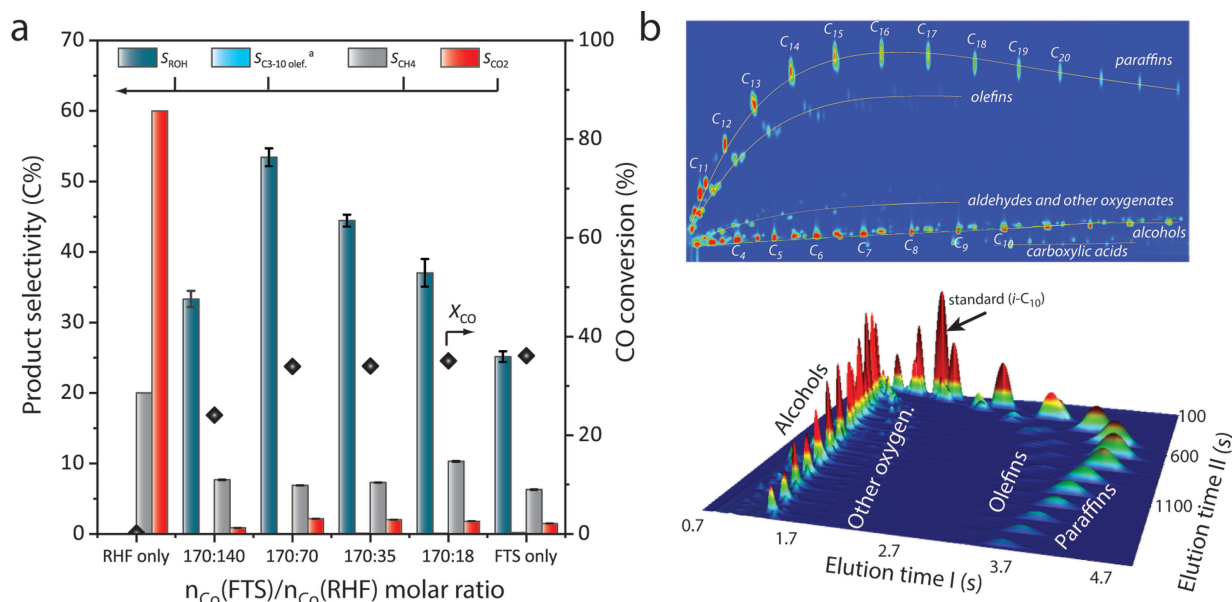 a
S_ROH
S_C3-10 olef. ᵃ
S_CH4
S_CO2
Product selectivity (C%)
70
60
50
40
30
20
10
0
X_CO
CO conversion (%)
100
80
60
40
20
0
RHF only 170:140 170:70 170:35 170:18 FTS only
n_Co(FTS)/n_Co(RHF) molar ratio
b
C_11 C_12 C_13 C_14 C_15 C_16 C_17 C_18 C_19 C_20
paraffins
olefins
aldehydes and other oxygenates
alcohols
carboxylic acids
C_4 C_5 C_6 C_7 C_8 C_9 C_10
standard (i-C_10)
Alcohols
Other oxygen.
Olefins
Paraffins
0.7 1.7 2.7 3.7 4.7
Elution time I (s)
100 600 1100
Elution time II (s)